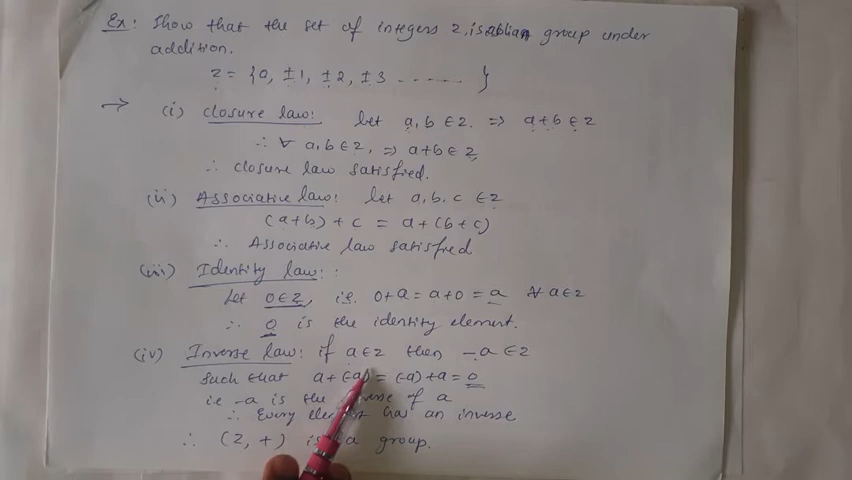 Ex: Show that the set of integers z, is abelian group under
addition.
z = {0, ±1, ±2, ±3 ....... }
→ (i) closure law: let a, b ∈ z. => a + b ∈ z
∴ ∀ a, b ∈ z, => a+b ∈ z,
∴ closure law satisfied.
(ii) Associative law: let a, b. c ∈ z
(a+b) + c = a+(b+c)
∴ Associative law satisfied
(iii) Identity law: :
Let 0 ∈ z, i.e. 0+a = a+0 = a ∀ a ∈ z
∴ 0 is the identity element.
(iv) Inverse law: if a ∈ z then -a ∈ z
such that a+(-a) = (-a)+a = 0
i.e -a is the inverse of a
∴ Every element has an inverse
∴ (z, +) is a group.